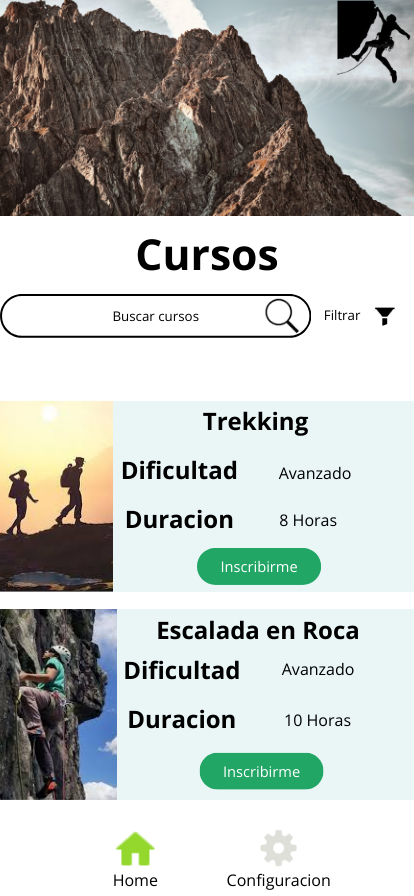 Cursos
Buscar cursos
Filtrar
Trekking
Dificultad Avanzado
Duracion 8 Horas
Inscribirme
Escalada en Roca
Dificultad Avanzado
Duracion 10 Horas
Inscribirme
Home Configuracion